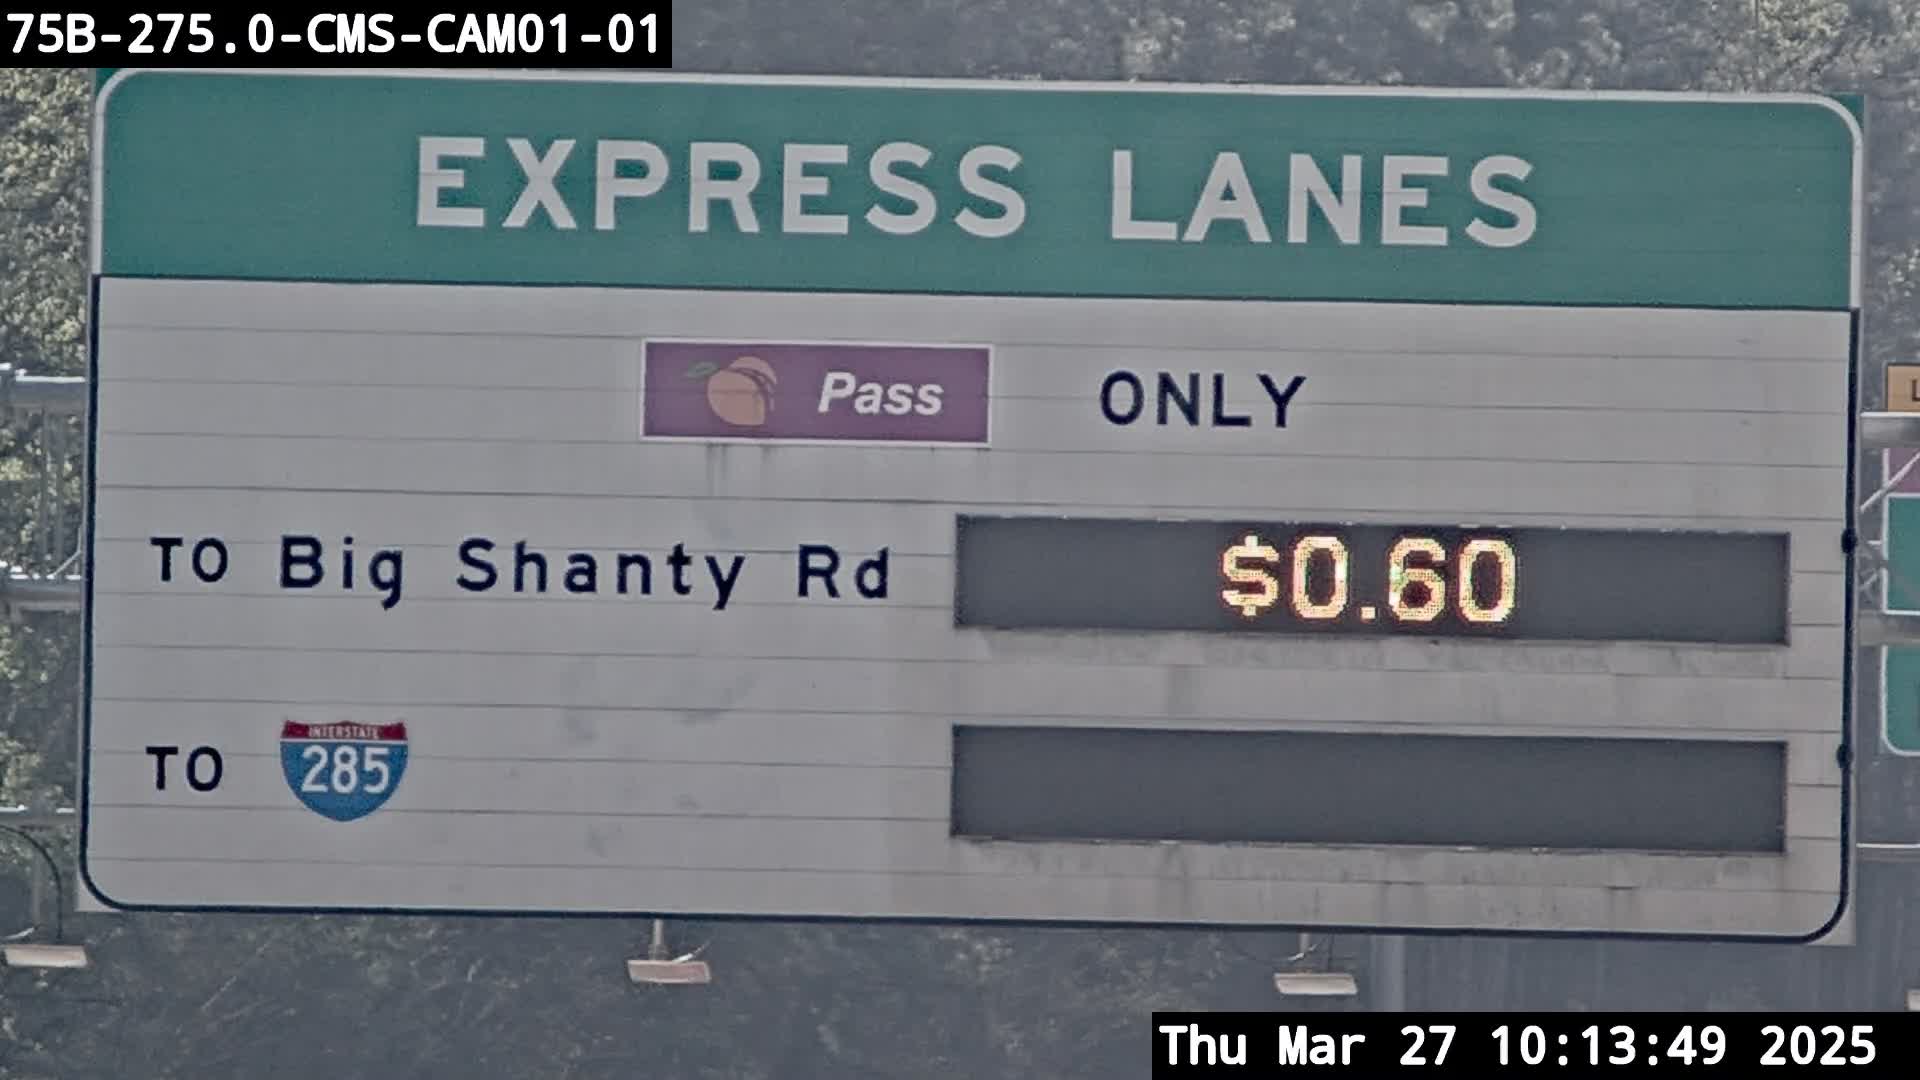 75B-275.0-CMS-CAM01-01
EXPRESS LANES
Pass ONLY
TO Big Shanty Rd $0.60
TO INTERSTATE 285
Thu Mar 27 10:13:49 2025